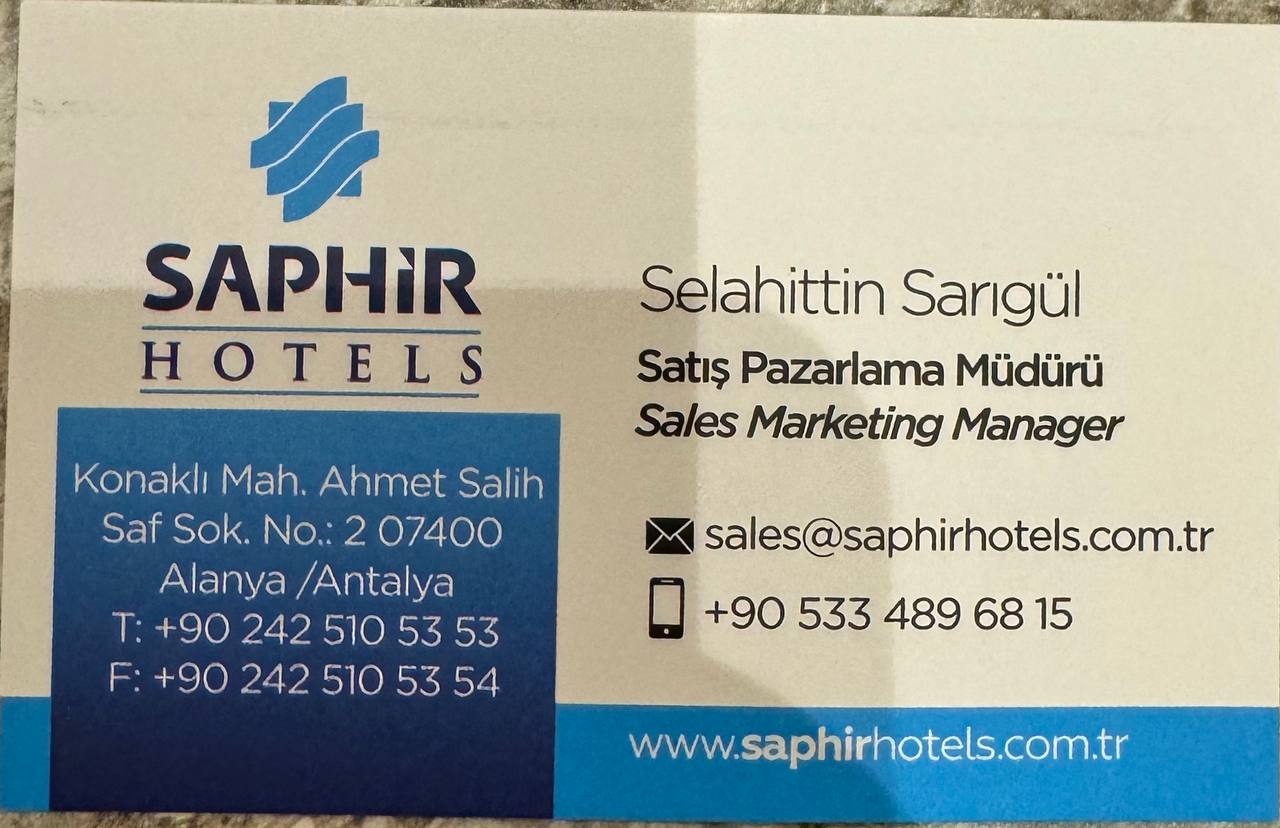 SAPHiR
HOTELS
Konaklı Mah. Ahmet Salih
Saf Sok. No.: 2 07400
Alanya /Antalya
T: +90 242 510 53 53
F: +90 242 510 53 54
Selahittin Sarıgül
Satış Pazarlama Müdürü
Sales Marketing Manager
sales@saphirhotels.com.tr
+90 533 489 68 15
www.saphirhotels.com.tr